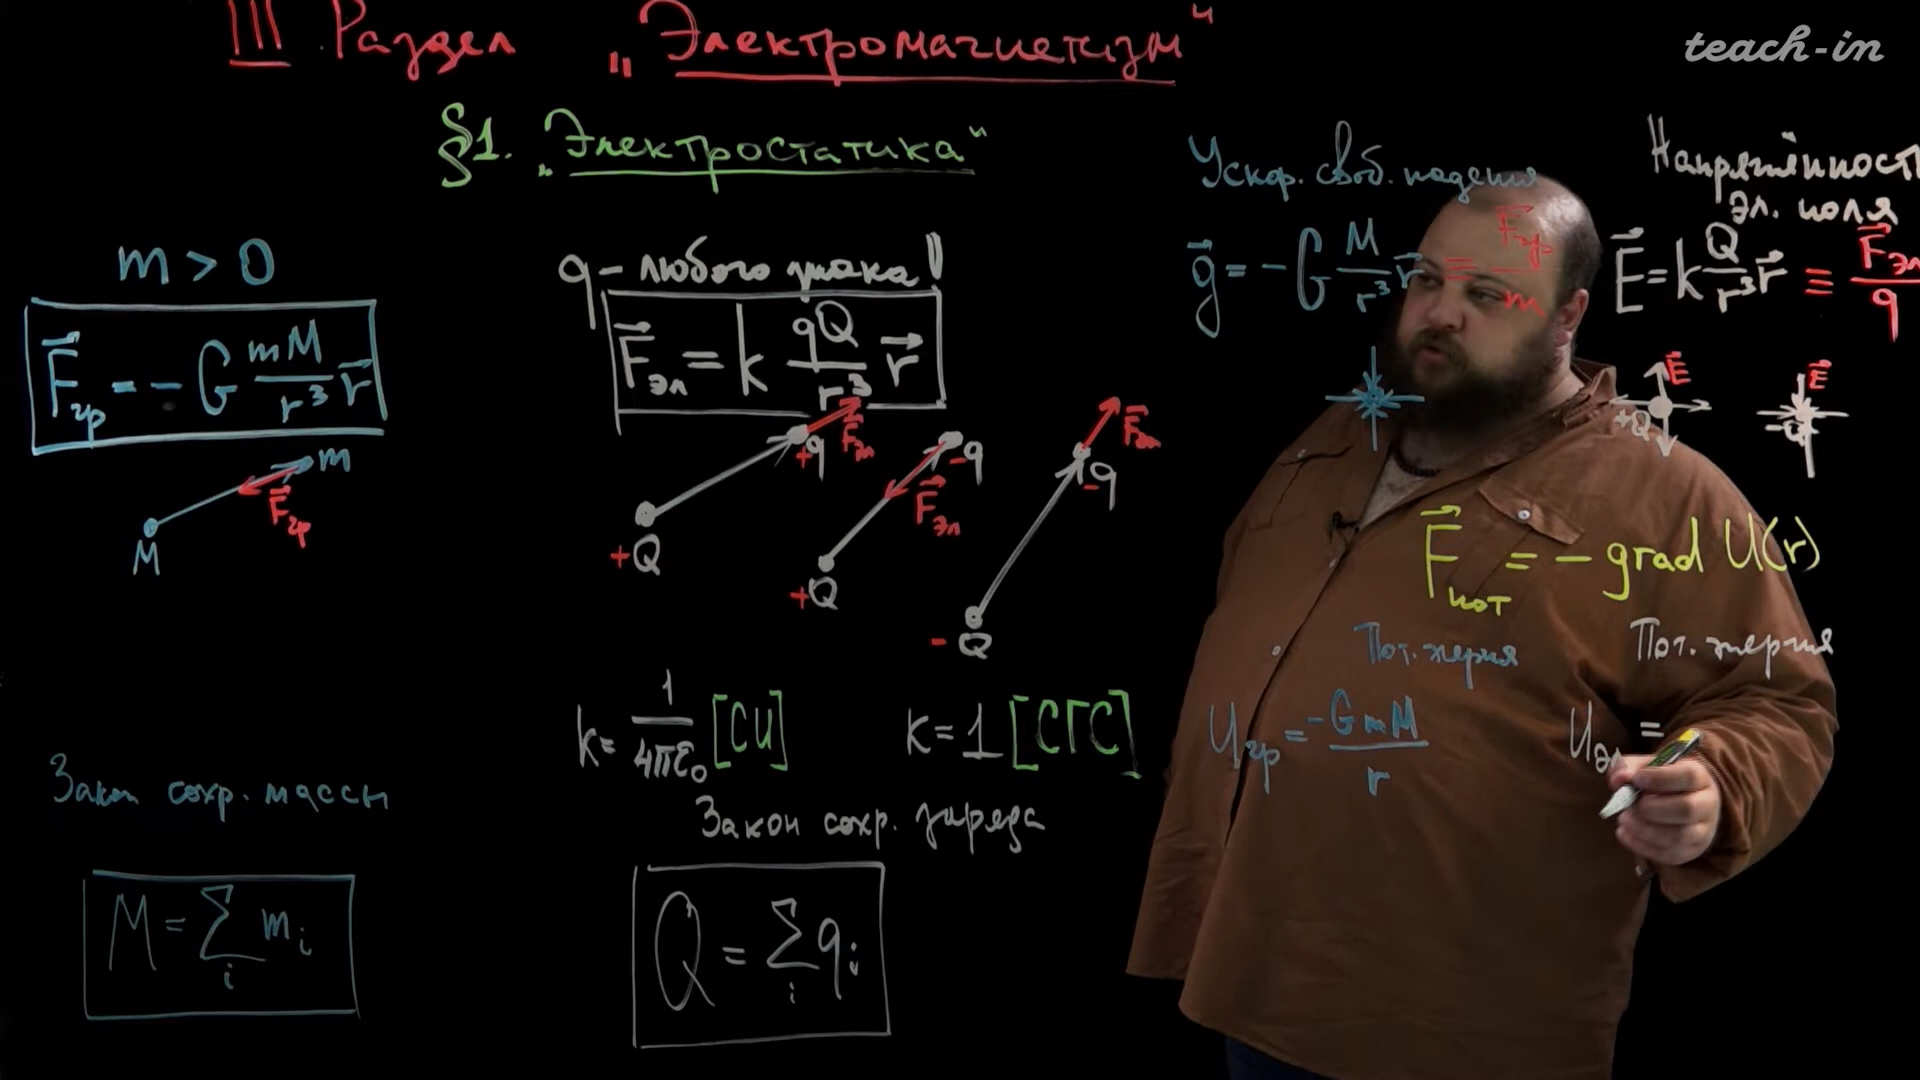 teach-in
III Раздел „Электромагнетизм“
§1. „Электростатика“
m > 0
F⃗гр = - G mM/r³ r⃗
M
m
F⃗гр
q - любого знака!
F⃗эл = k qQ/r³ r⃗
+Q
+q
F⃗эл
+Q
-q
F⃗эл
-Q
-q
F⃗эл
k = 1/4πε₀ [СИ]
k = 1 [СГС]
Закон сохр. массы
M = Σi mi
Закон сохр. заряда
Q = Σi qi
Ускор. своб. падения
g⃗ = - G M/r³ r⃗ ≡ F⃗гр/m
Напряжённость
эл. поля
E⃗ = k Q/r³ r⃗ ≡ F⃗эл/q
+Q
E⃗
-Q
E⃗
F⃗пот = - grad U(r)
Пот. энергия
Uгр = -GmM/r
Пот. энергия
Uэл =